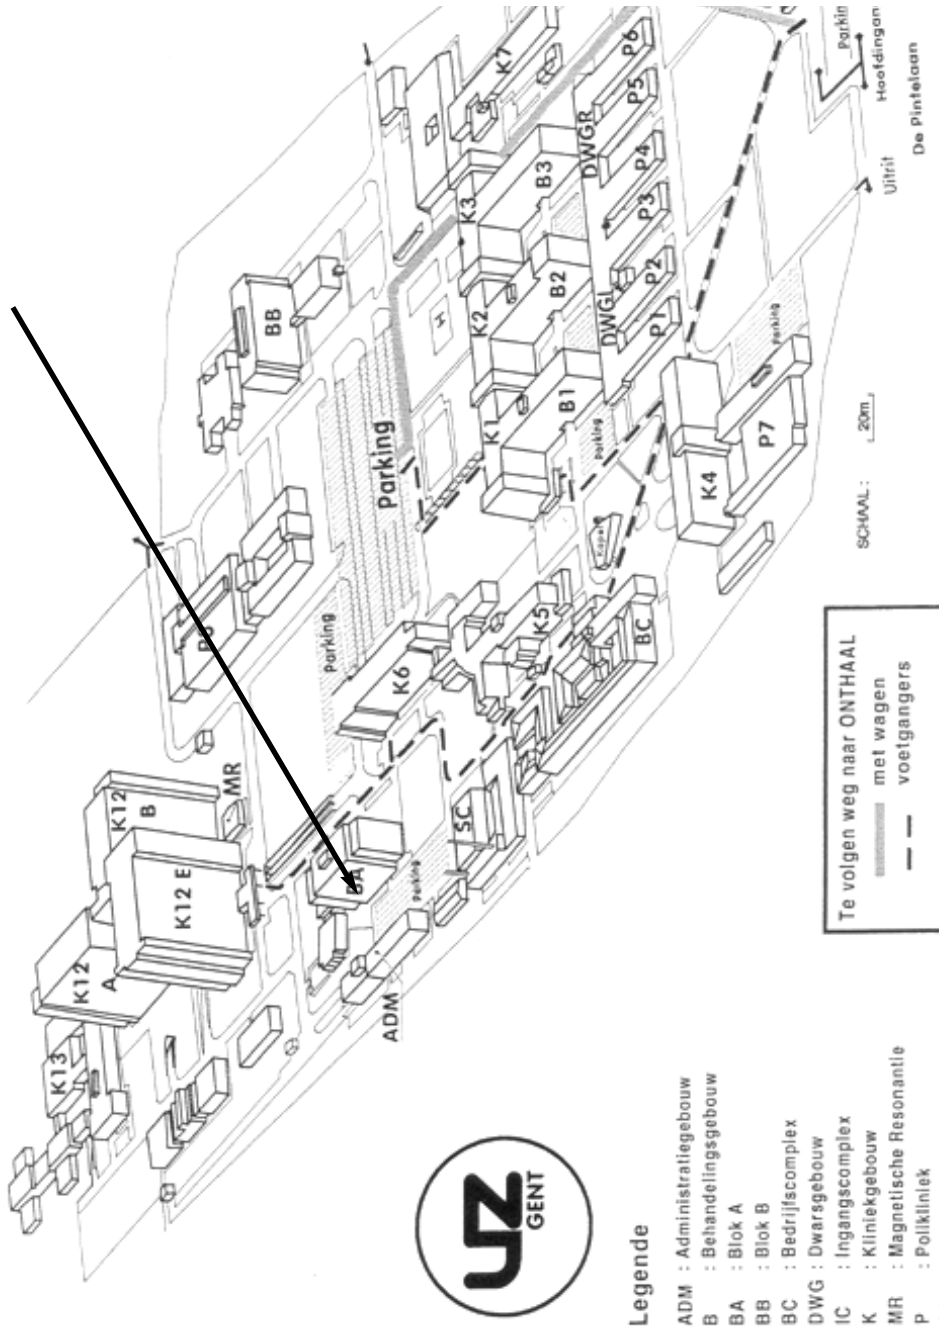 K7
P6
P5
P4
P3
P2
P1
DWGR
DWGL
B3
B2
B1
K3
K2
K1
H
BB
Parking
Parking
Parking
Parking
Parking
Parkin
Hoofdingan
De Pintelaan
Uitrit
P7
K4
SCHAAL : 20m
K5
K6
BC
SC
BA
MR
K12
B
K12 E
K12
A
K13
ADM
Te volgen weg naar ONTHAAL
met wagen
voetgangers
UZ
GENT
Legende
ADM : Administratiegebouw
B : Behandelingsgebouw
BA : Blok A
BB : Blok B
BC : Bedrijfscomplex
DWG : Dwarsgebouw
IC : Ingangscomplex
K : Kliniekgebouw
MR : Magnetische Resonantie
P : Polikliniek